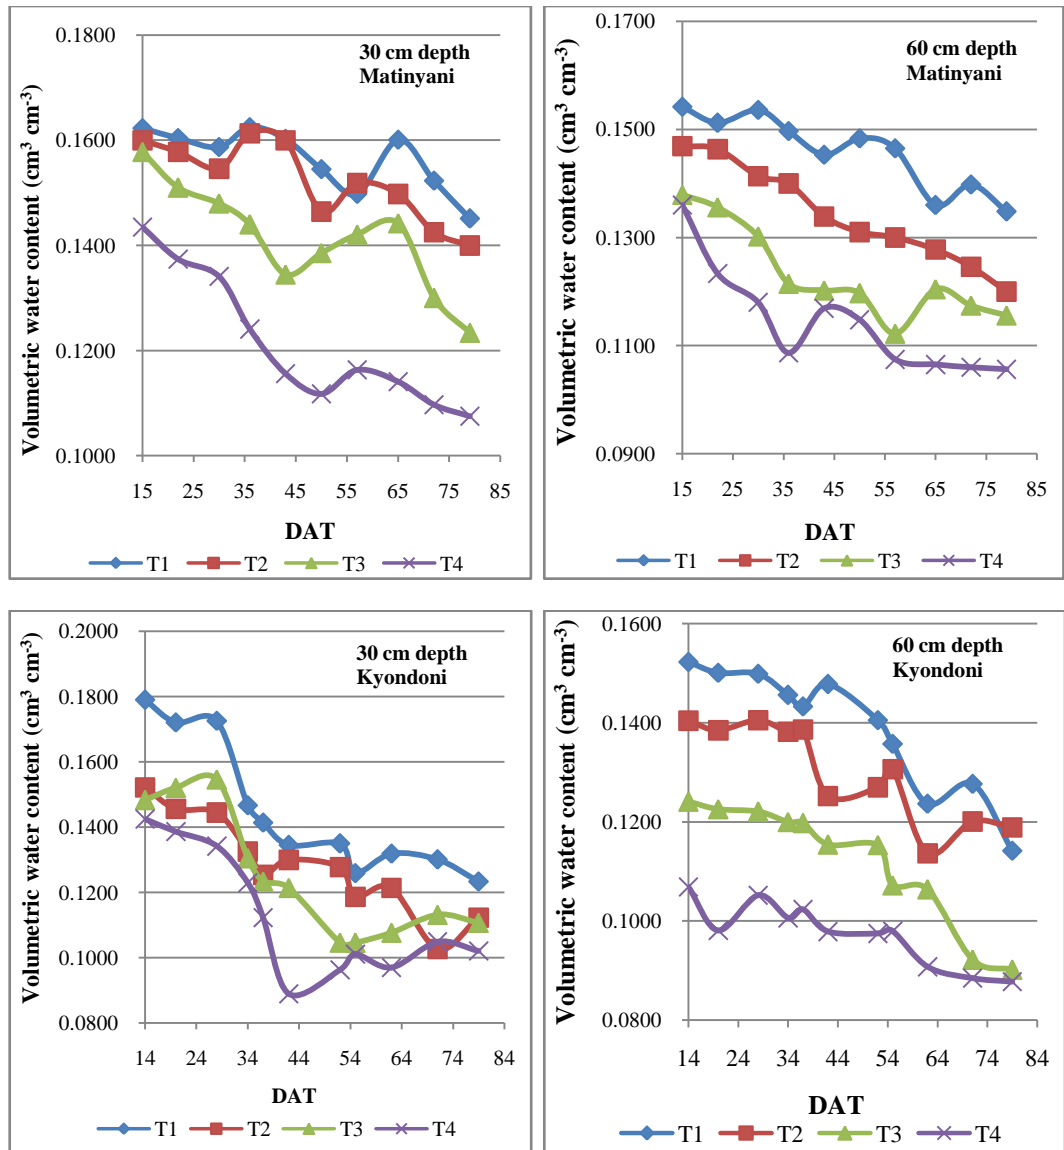 Volumetric water content (cm³ cm⁻³)
0.1800
0.1600
0.1400
0.1200
0.1000
30 cm depth
Matinyani
15 25 35 45 55 65 75 85
DAT
T1 T2 T3 T4
Volumetric water content (cm³ cm⁻³)
0.1700
0.1500
0.1300
0.1100
0.0900
60 cm depth
Matinyani
15 25 35 45 55 65 75 85
DAT
T1 T2 T3 T4
Volumetric water content (cm³ cm⁻³)
0.2000
0.1800
0.1600
0.1400
0.1200
0.1000
0.0800
30 cm depth
Kyondoni
14 24 34 44 54 64 74 84
DAT
T1 T2 T3 T4
Volumetric water content (cm³ cm⁻³)
0.1600
0.1400
0.1200
0.1000
0.0800
60 cm depth
Kyondoni
14 24 34 44 54 64 74 84
DAT
T1 T2 T3 T4